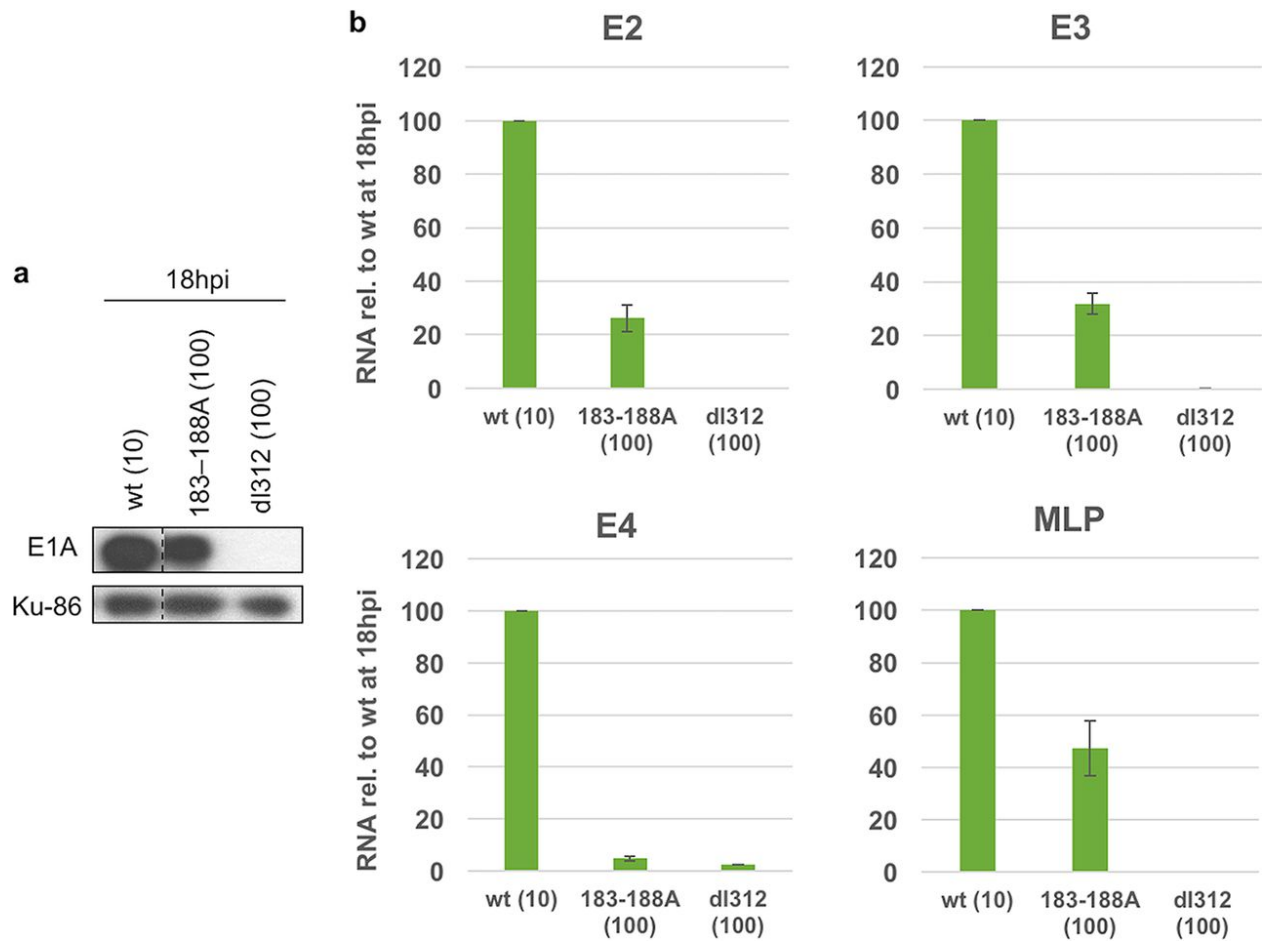 a
18hpi
wt (10)
183–188A (100)
dl312 (100)
E1A
Ku-86
b
E2
RNA rel. to wt at 18hpi
120
100
80
60
40
20
0
wt (10)
183-188A
(100)
dl312
(100)
E3
120
100
80
60
40
20
0
wt (10)
183-188A
(100)
dl312
(100)
E4
RNA rel. to wt at 18hpi
120
100
80
60
40
20
0
wt (10)
183-188A
(100)
dl312
(100)
MLP
120
100
80
60
40
20
0
wt (10)
183-188A
(100)
dl312
(100)